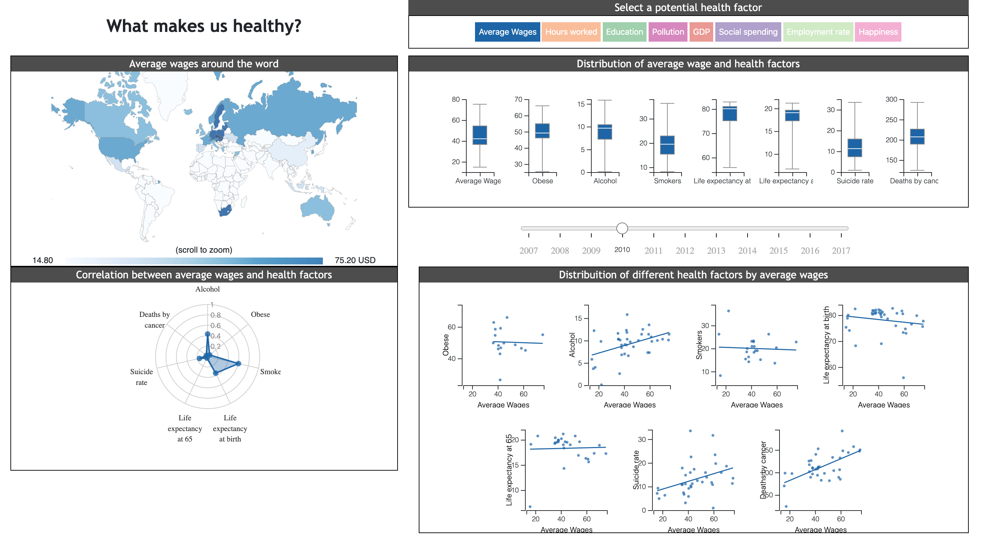 What makes us healthy?
Select a potential health factor
Average Wages Hours worked Education Pollution GDP Social spending Employment rate Happiness
Average wages around the word
(scroll to zoom)
14.80 75.20 USD
Distribution of average wage and health factors
80 60 40 20
Average Wage
70 60 50 40 30
Obese
15 10 5 0
Alcohol
30 20 10
Smokers
80 70 60
Life expectancy at
20 15 10
Life expectancy a
30 20 10 0
Suicide rate
300 250 200 150
Deaths by canc
2007 2008 2009 2010 2011 2012 2013 2014 2015 2016 2017
Correlation between average wages and health factors
Alcohol
Deaths by
cancer
Obese
1
0.8
0.6
0.4
0.2
Suicide
rate
Smoke
Life
expectancy
at 65
Life
expectancy
at birth
Distribuition of different health factors by average wages
Obese
60 40
20 40 60
Average Wages
Alcohol
15 10 5 0
20 40 60
Average Wages
Smokers
30 20 10
20 40 60
Average Wages
Life expectancy at birth
80 70 60
20 40 60
Average Wages
Life expectancy at 65
20 15 10
20 40 60
Average Wages
Suicide rate
30 20 10 0
20 40 60
Average Wages
Deaths by cancer
50 00 50
20 40 60
Average Wages